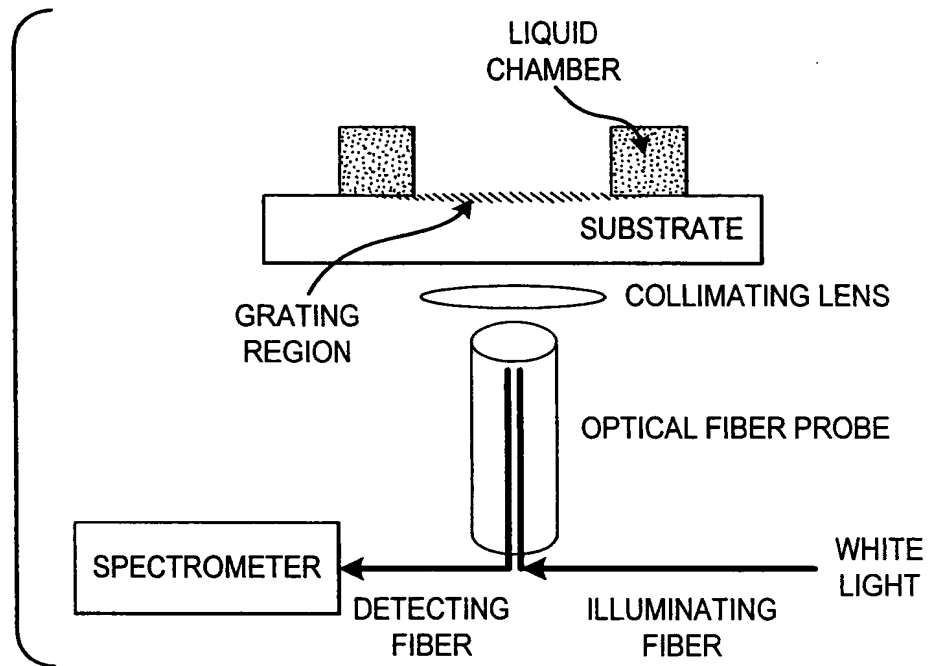 LIQUID
CHAMBER
SUBSTRATE
COLLIMATING LENS
GRATING
REGION
OPTICAL FIBER PROBE
SPECTROMETER
WHITE
LIGHT
DETECTING
FIBER
ILLUMINATING
FIBER